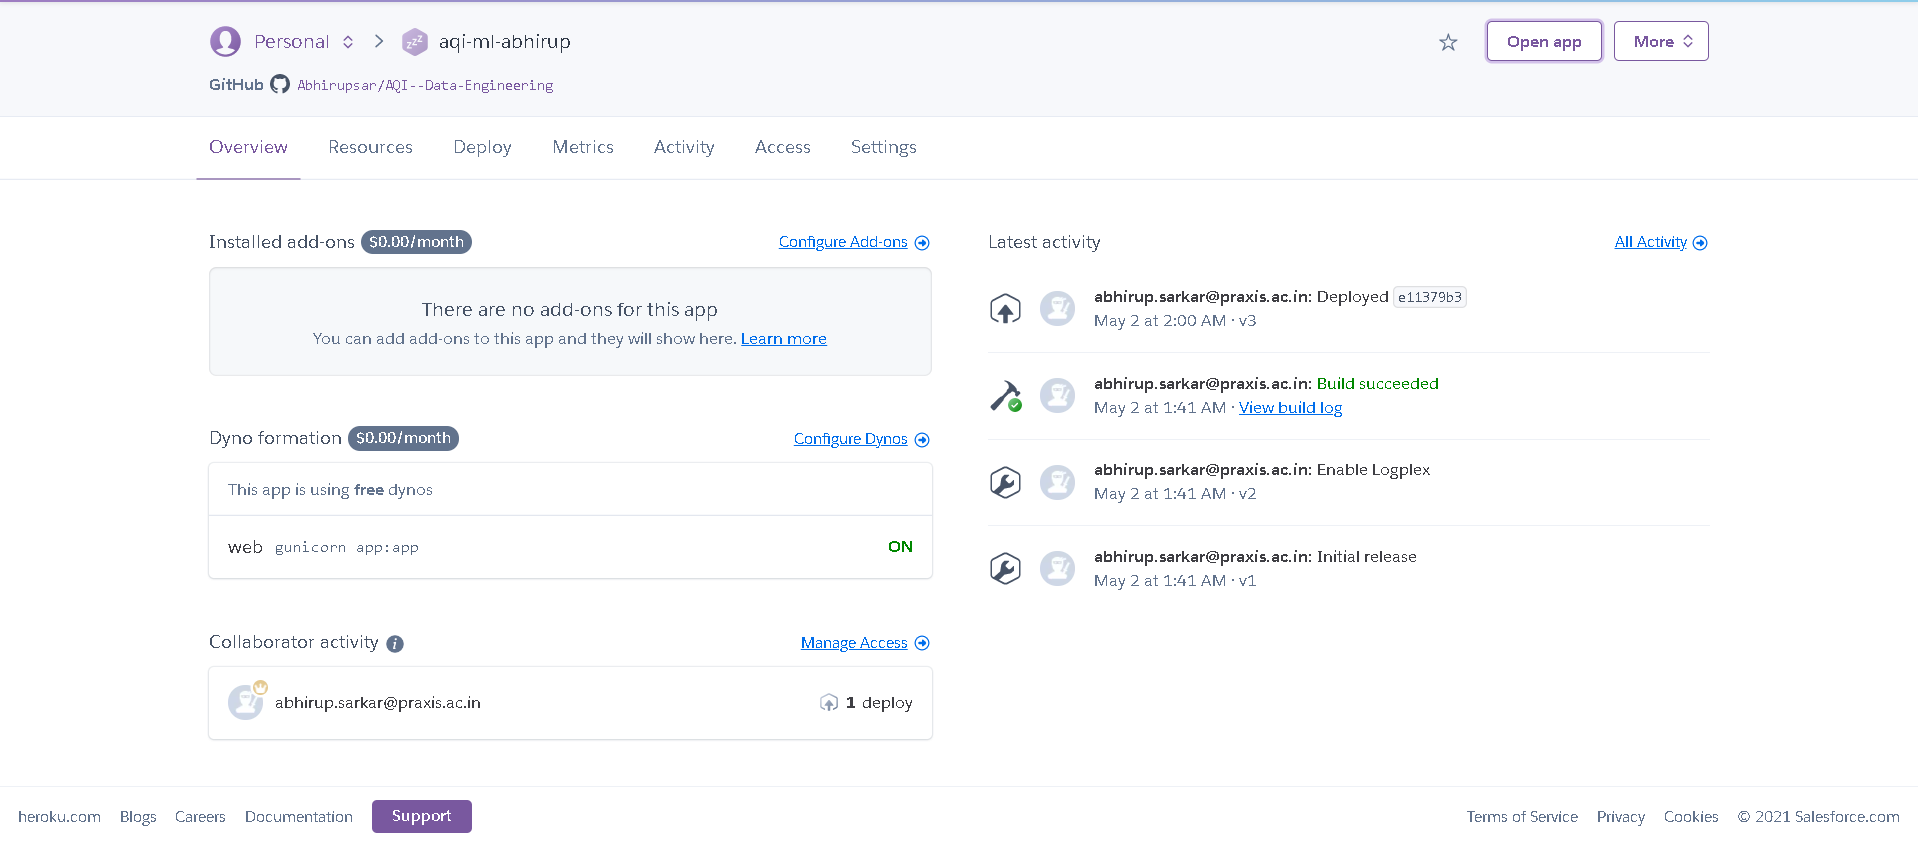 Personal
aqi-ml-abhirup
Open app
More
GitHub Abhirupsar/AQI--Data-Engineering
Overview Resources Deploy Metrics Activity Access Settings
Installed add-ons $0.00/month Configure Add-ons
There are no add-ons for this app
You can add add-ons to this app and they will show here. Learn more
Dyno formation $0.00/month Configure Dynos
This app is using free dynos
web gunicorn app:app ON
Collaborator activity i Manage Access
abhirup.sarkar@praxis.ac.in 1 deploy
Latest activity All Activity
abhirup.sarkar@praxis.ac.in: Deployed e11379b3
May 2 at 2:00 AM · v3
abhirup.sarkar@praxis.ac.in: Build succeeded
May 2 at 1:41 AM · View build log
abhirup.sarkar@praxis.ac.in: Enable Logplex
May 2 at 1:41 AM · v2
abhirup.sarkar@praxis.ac.in: Initial release
May 2 at 1:41 AM · v1
heroku.com Blogs Careers Documentation Support Terms of Service Privacy Cookies © 2021 Salesforce.com